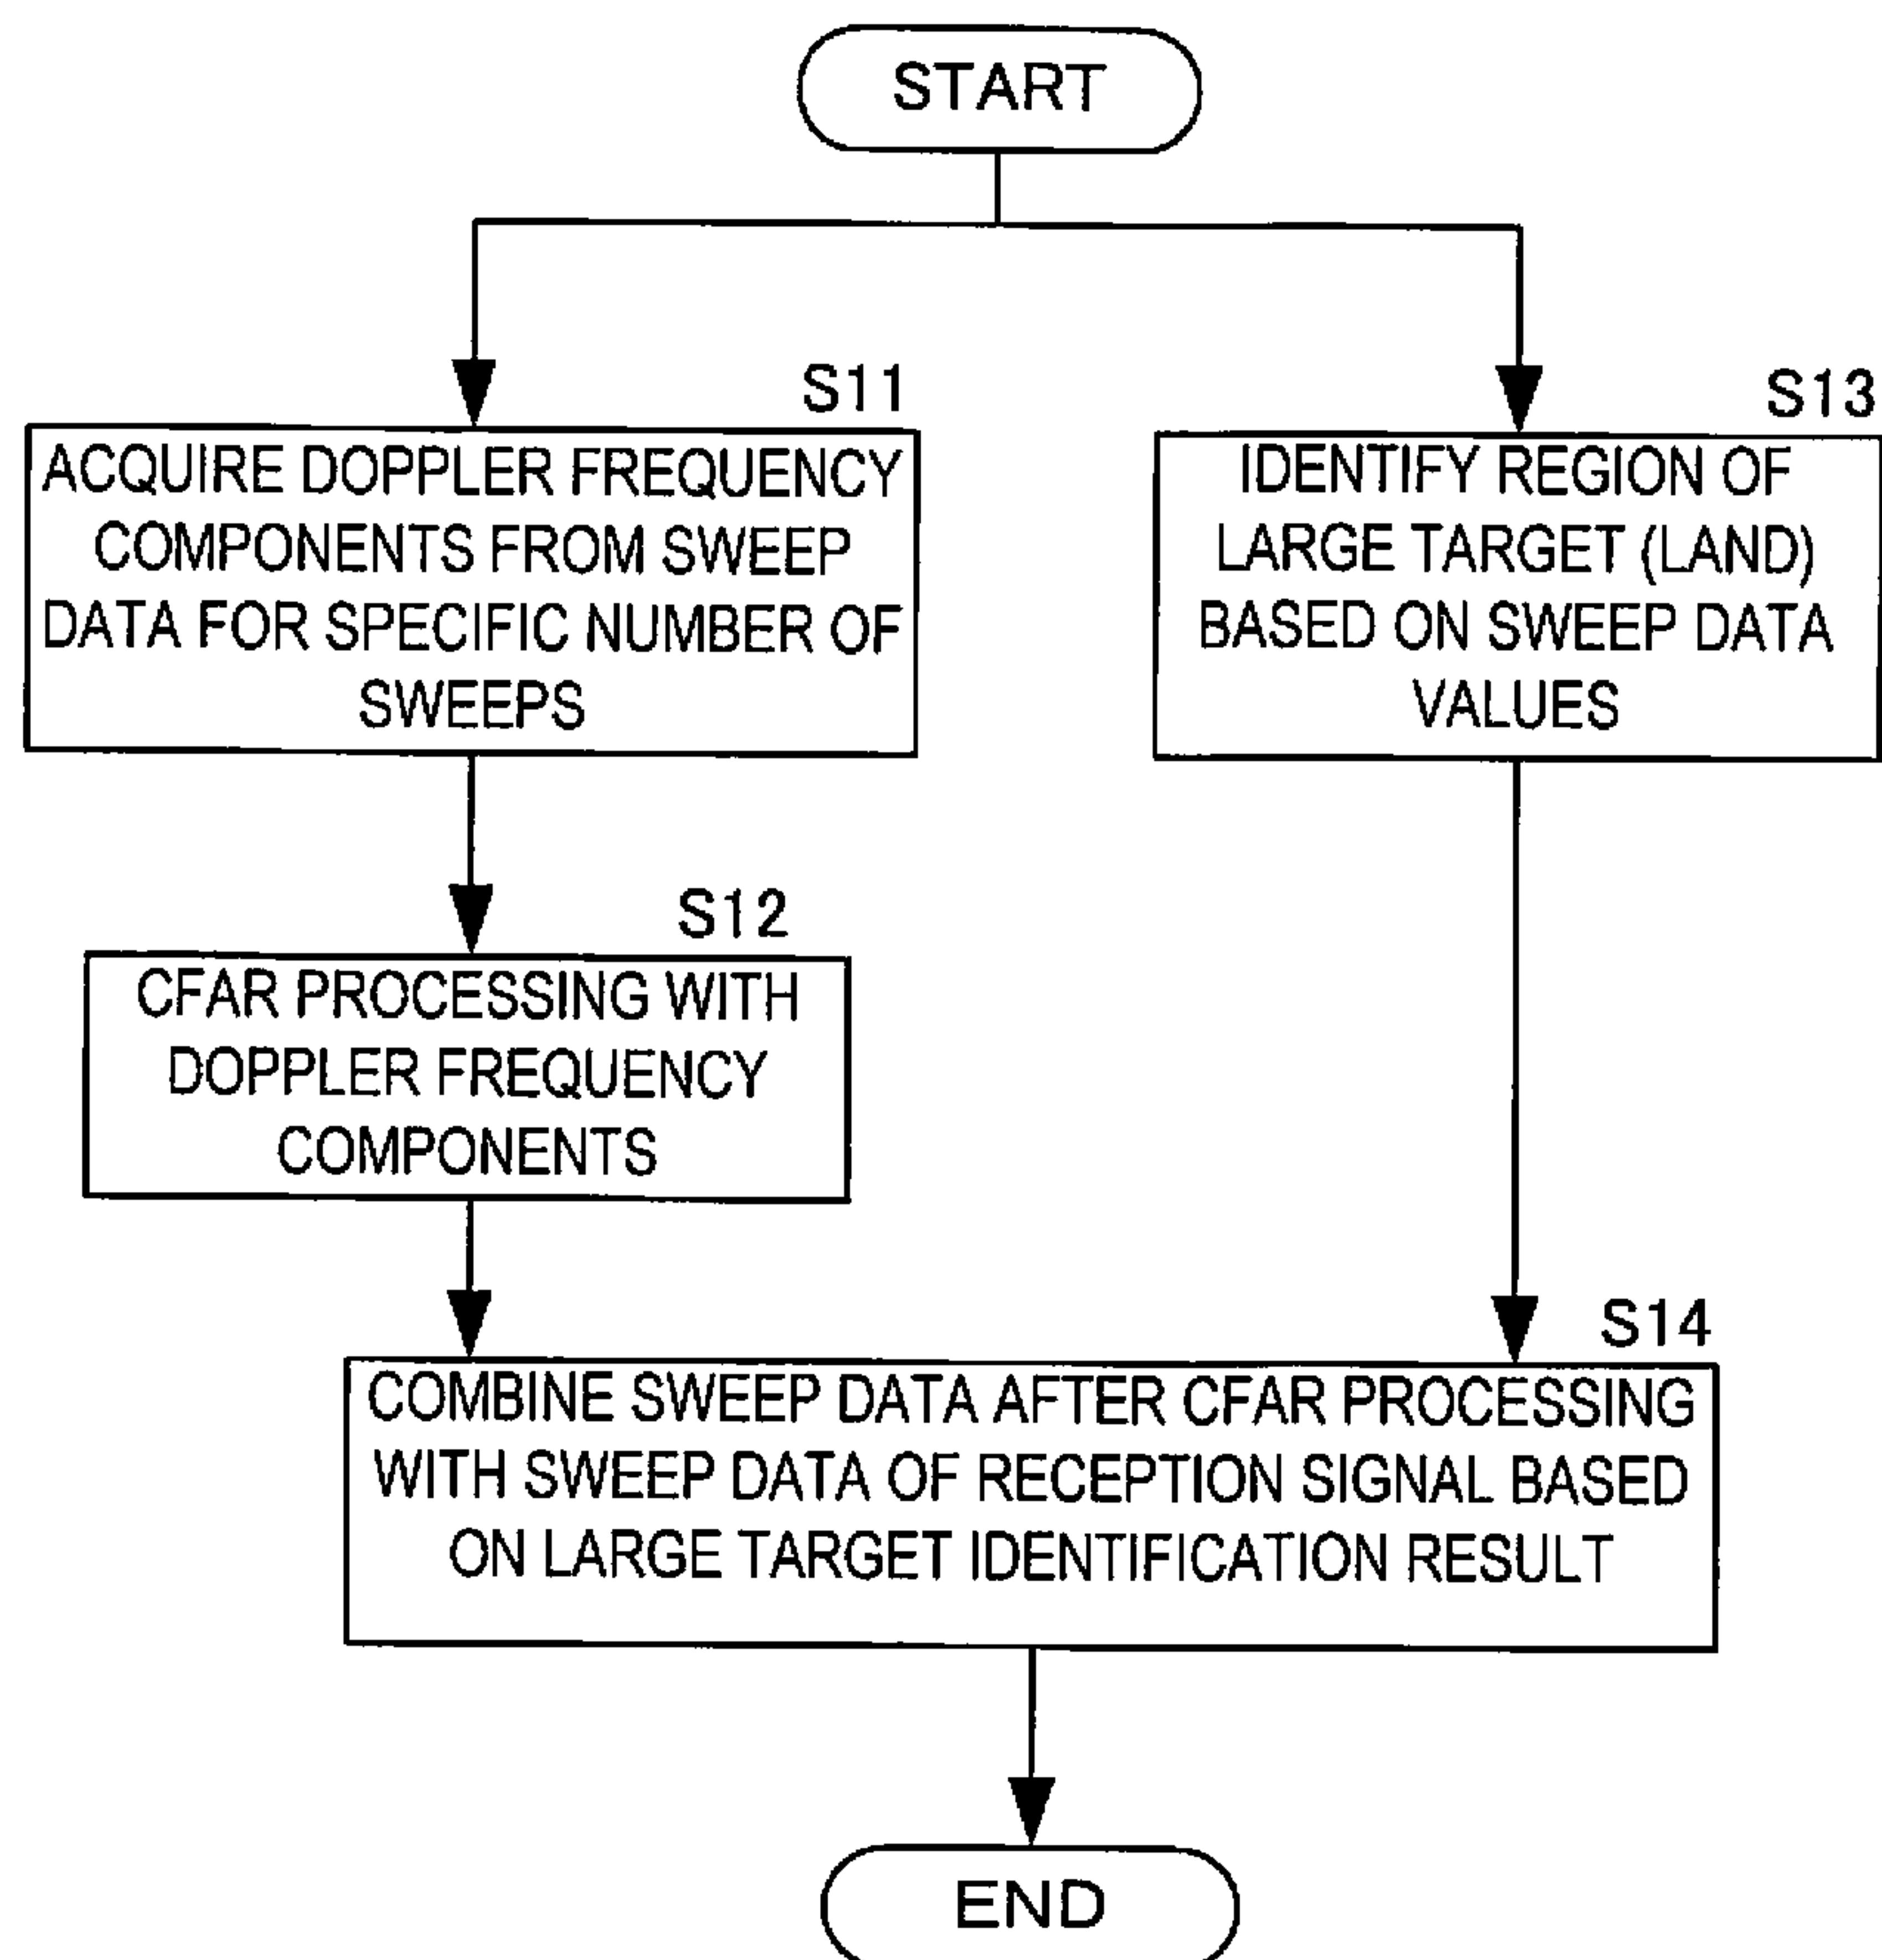 START
S11
ACQUIRE DOPPLER FREQUENCY
COMPONENTS FROM SWEEP
DATA FOR SPECIFIC NUMBER OF
SWEEPS
S13
IDENTIFY REGION OF
LARGE TARGET (LAND)
BASED ON SWEEP DATA
VALUES
S12
CFAR PROCESSING WITH
DOPPLER FREQUENCY
COMPONENTS
S14
COMBINE SWEEP DATA AFTER CFAR PROCESSING
WITH SWEEP DATA OF RECEPTION SIGNAL BASED
ON LARGE TARGET IDENTIFICATION RESULT
END